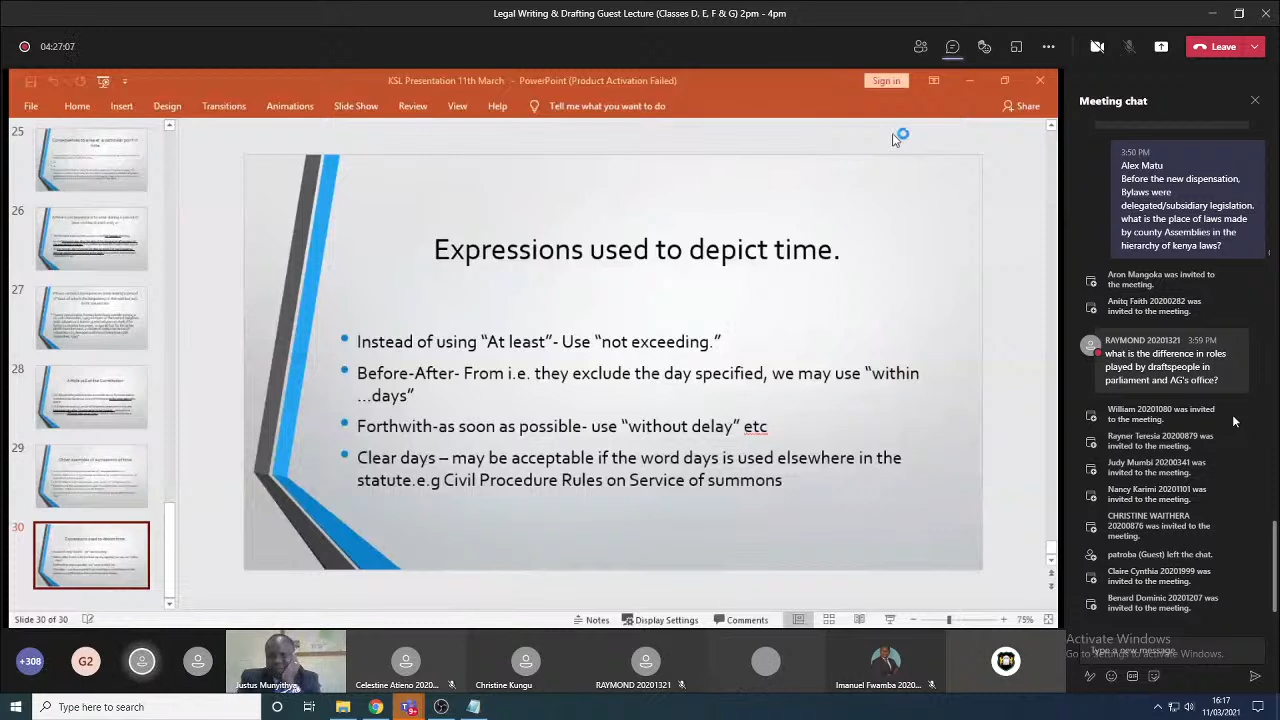 Legal Writing & Drafting Guest Lecture (Classes D, E, F & G) 2pm - 4pm
04:27:07
Leave
KSL Presentation 11th March - PowerPoint (Product Activation Failed)
Sign in
File Home Insert Design Transitions Animations Slide Show Review View Help Tell me what you want to do
Share
25
26
27
28
29
30
Expressions used to depict time.
Instead of using “At least”- Use “not exceeding.”
Before-After- From i.e. they exclude the day specified, we may use “within
...days”
Forthwith-as soon as possible- use “without delay” etc
Clear days – may be acceptable if the word days is used elsewhere in the
statute.e.g Civil Procedure Rules on Service of summons
Slide 30 of 30
Notes Display Settings Comments
75%
Meeting chat
3:50 PM
Alex Matu
Before the new dispensation,
Bylaws were
delegated/subsidiary legislation.
what is the place of laws made
by county Assemblies in the
hierarchy of kenya laws?
Aron Mangoka was invited to
the meeting.
Anitq Faith 20200282 was
invited to the meeting.
RAYMOND 20201321 3:59 PM
what is the difference in roles
played by draftspeople in
parliament and AG's office?
William 20201080 was invited
to the meeting.
Rayner Teresia 20200879 was
invited to the meeting.
Judy Mumbi 20200341 was
invited to the meeting.
Nancy Karimi 20201101 was
invited to the meeting.
CHRISTINE WAITHERA
20200876 was invited to the
meeting.
patroba (Guest) left the chat.
Claire Cynthia 20201999 was
invited to the meeting.
Benard Dominic 20201207 was
invited to the meeting.
Activate Windows
Go to Settings to activate Windows.
Type a new message
+308
G2
Justus Munyithya
Celestine Atieno 2020...
Christine Kungu
RAYMOND 20201321
Imanuel Fwamba 2020...
Type here to search
9+
16:17
11/03/2021